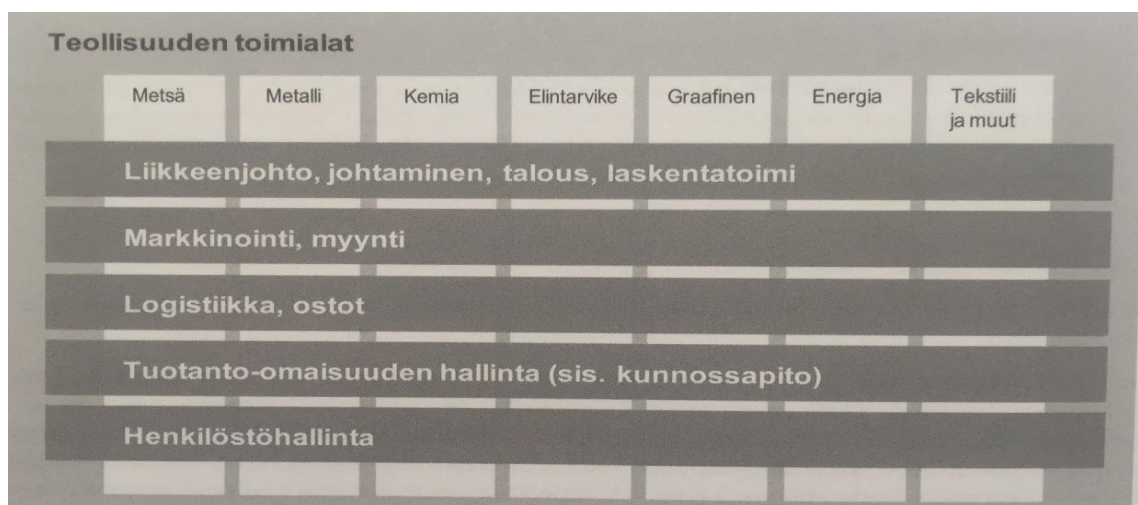 Teollisuuden toimialat
Metsä
Metalli
Kemia
Elintarvike
Graafinen
Energia
Tekstiili
ja muut
Liikkeenjohto, johtaminen, talous, laskentatoimi
Markkinointi, myynti
Logistiikka, ostot
Tuotanto-omaisuuden hallinta (sis. kunnossapito)
Henkilöstöhallinta